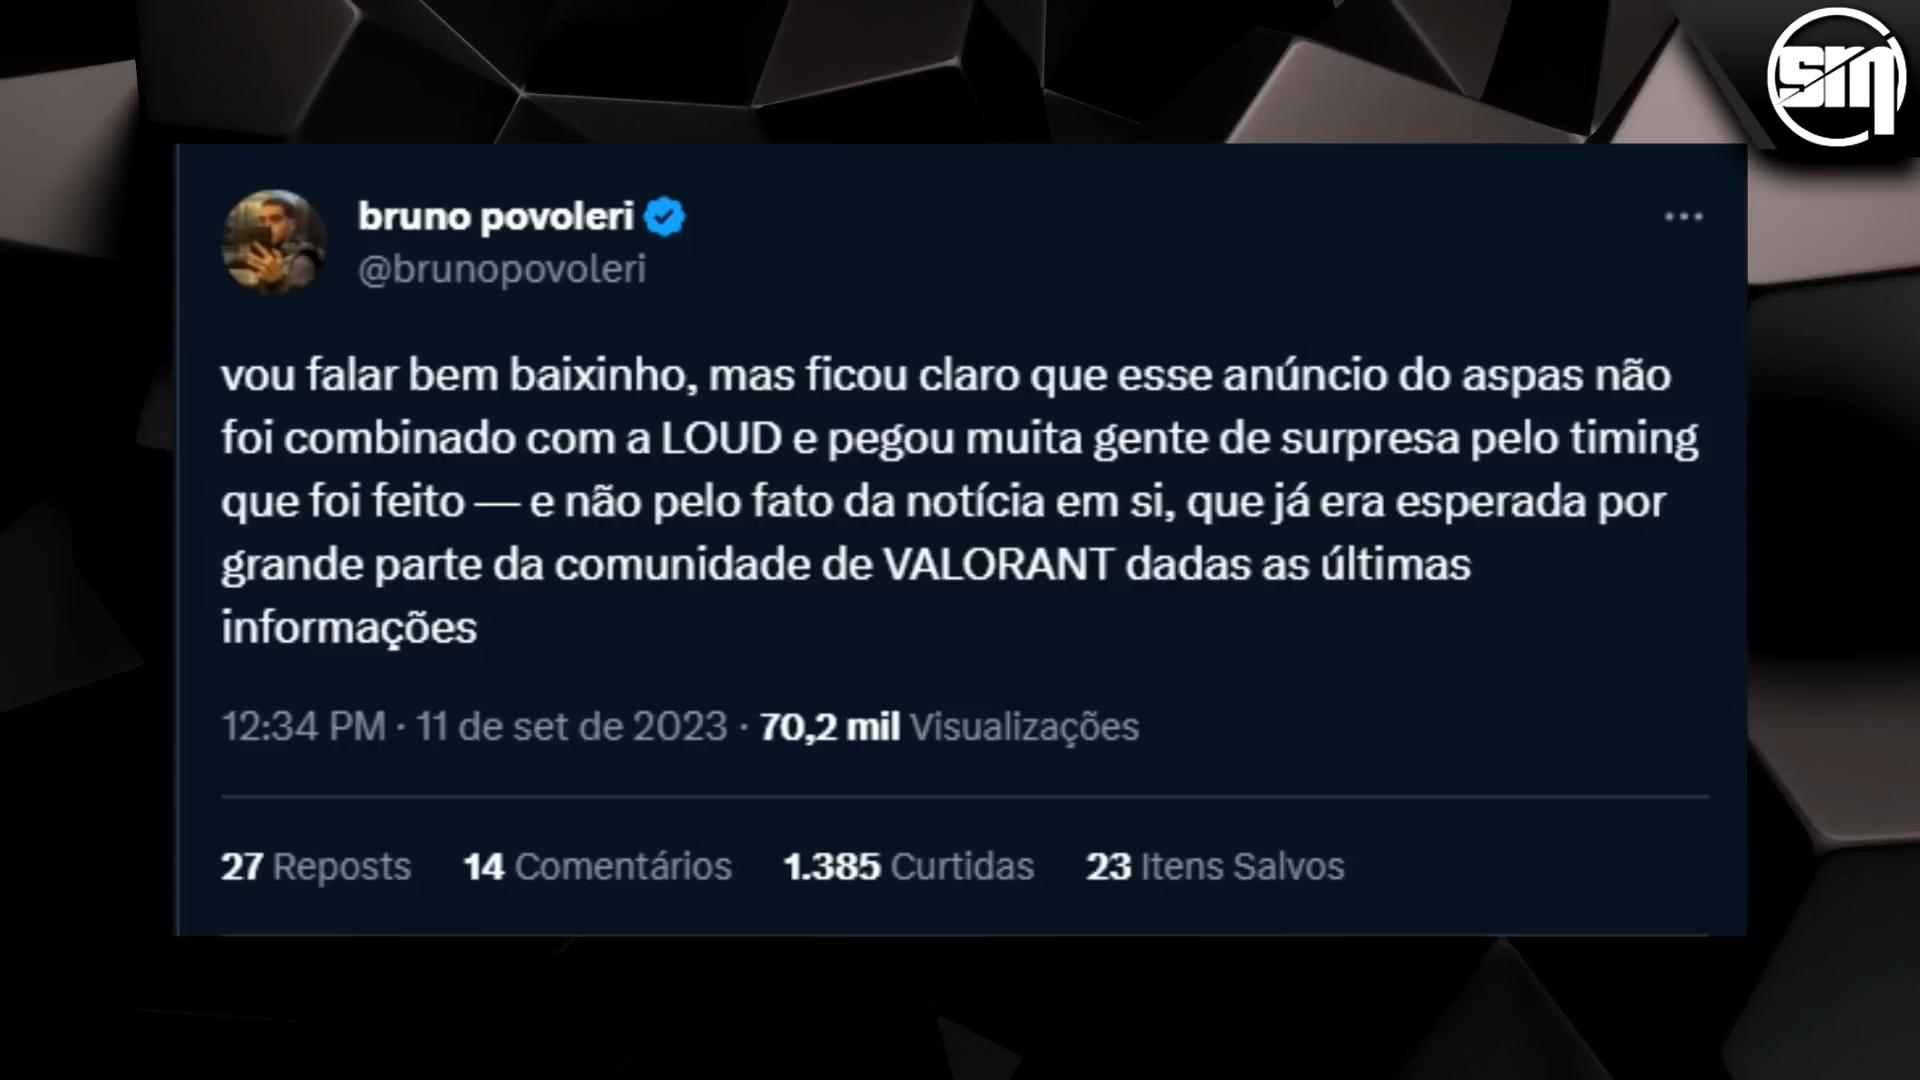 SM
bruno povoleri
@brunopovoleri
vou falar bem baixinho, mas ficou claro que esse anúncio do aspas não
foi combinado com a LOUD e pegou muita gente de surpresa pelo timing
que foi feito — e não pelo fato da notícia em si, que já era esperada por
grande parte da comunidade de VALORANT dadas as últimas
informações
12:34 PM · 11 de set de 2023 · 70,2 mil Visualizações
27 Reposts 14 Comentários 1.385 Curtidas 23 Itens Salvos